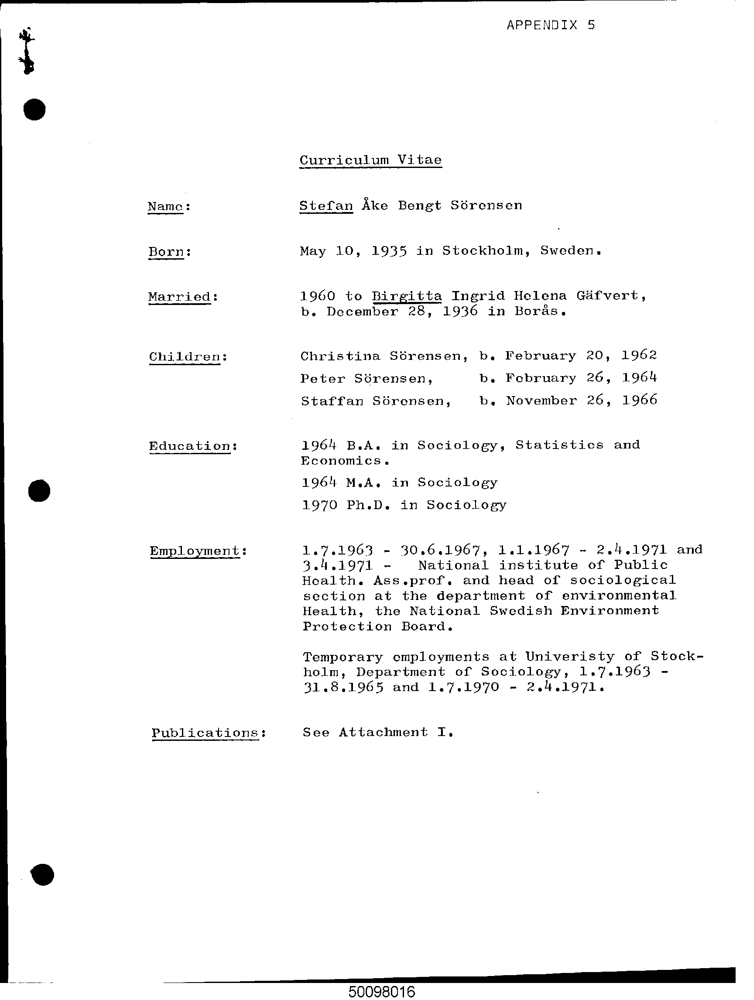 APPENDIX 5
Curriculum Vitae
Name: Stefan Åke Bengt Sörensen
Born: May 10, 1935 in Stockholm, Sweden.
Married: 1960 to Birgitta Ingrid Helena Gäfvert,
b. December 28, 1936 in Borås.
Children: Christina Sörensen, b. February 20, 1962
Peter Sörensen, b. February 26, 1964
Staffan Sörensen, b. November 26, 1966
Education: 1964 B.A. in Sociology, Statistics and
Economics.
1964 M.A. in Sociology
1970 Ph.D. in Sociology
Employment: 1.7.1963 - 30.6.1967, 1.1.1967 - 2.4.1971 and
3.4.1971 - National institute of Public
Health. Ass.prof. and head of sociological
section at the department of environmental
Health, the National Swedish Environment
Protection Board.
Temporary employments at Univeristy of Stock-
holm, Department of Sociology, 1.7.1963 -
31.8.1965 and 1.7.1970 - 2.4.1971.
Publications: See Attachment I.
50098016